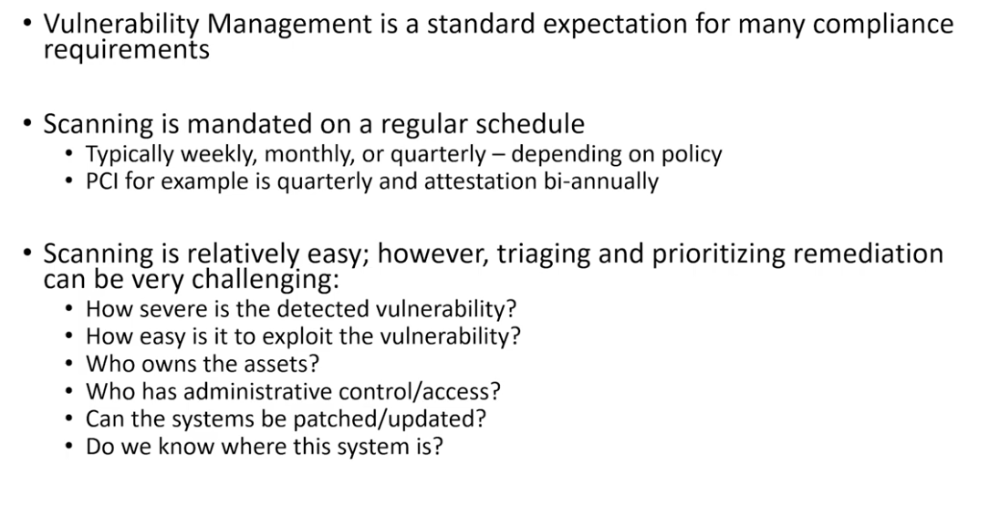 • Vulnerability Management is a standard expectation for many compliance
requirements
• Scanning is mandated on a regular schedule
• Typically weekly, monthly, or quarterly – depending on policy
• PCI for example is quarterly and attestation bi-annually
• Scanning is relatively easy; however, triaging and prioritizing remediation
can be very challenging:
• How severe is the detected vulnerability?
• How easy is it to exploit the vulnerability?
• Who owns the assets?
• Who has administrative control/access?
• Can the systems be patched/updated?
• Do we know where this system is?